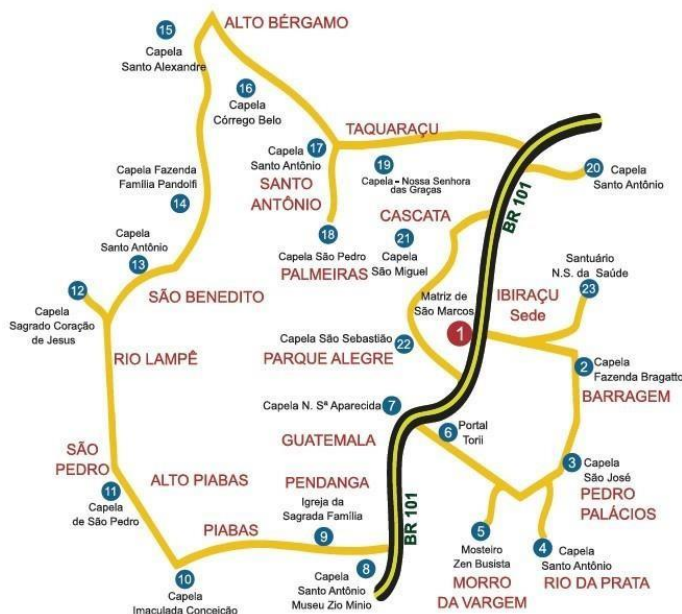 ALTO BÉRGAMO
15
Capela
Santo Alexandre
16
Capela
Córrego Belo
TAQUARAÇU
17
Capela
Santo Antônio
SANTO
ANTÔNIO
19
Capela - Nossa Senhora
das Graças
20
Capela
Santo Antônio
BR 101
Capela Fazenda
Família Pandolfi
14
18
Capela São Pedro
PALMEIRAS
CASCATA
21
Capela
São Miguel
Capela
Santo Antônio
13
SÃO BENEDITO
12
Capela
Sagrado Coração
de Jesus
RIO LAMPÊ
Matriz de
São Marcos
1
IBIRAÇU
Sede
Santuário
N.S. da Saúde
23
Capela São Sebastião
22
PARQUE ALEGRE
2
Capela
Fazenda Bragatto
BARRAGEM
Capela N. Sª Aparecida
7
GUATEMALA
6
Portal
Torii
3
Capela
São José
PEDRO
PALÁCIOS
SÃO
PEDRO
11
Capela
de São Pedro
ALTO PIABAS
PENDANGA
Igreja da
Sagrada Família
9
PIABAS
BR 101
5
Mosteiro
Zen Busista
MORRO
DA VARGEM
4
Capela
Santo Antônio
RIO DA PRATA
10
Capela
Imaculada Conceição
8
Capela
Santo Antônio
Museu Zio Minio